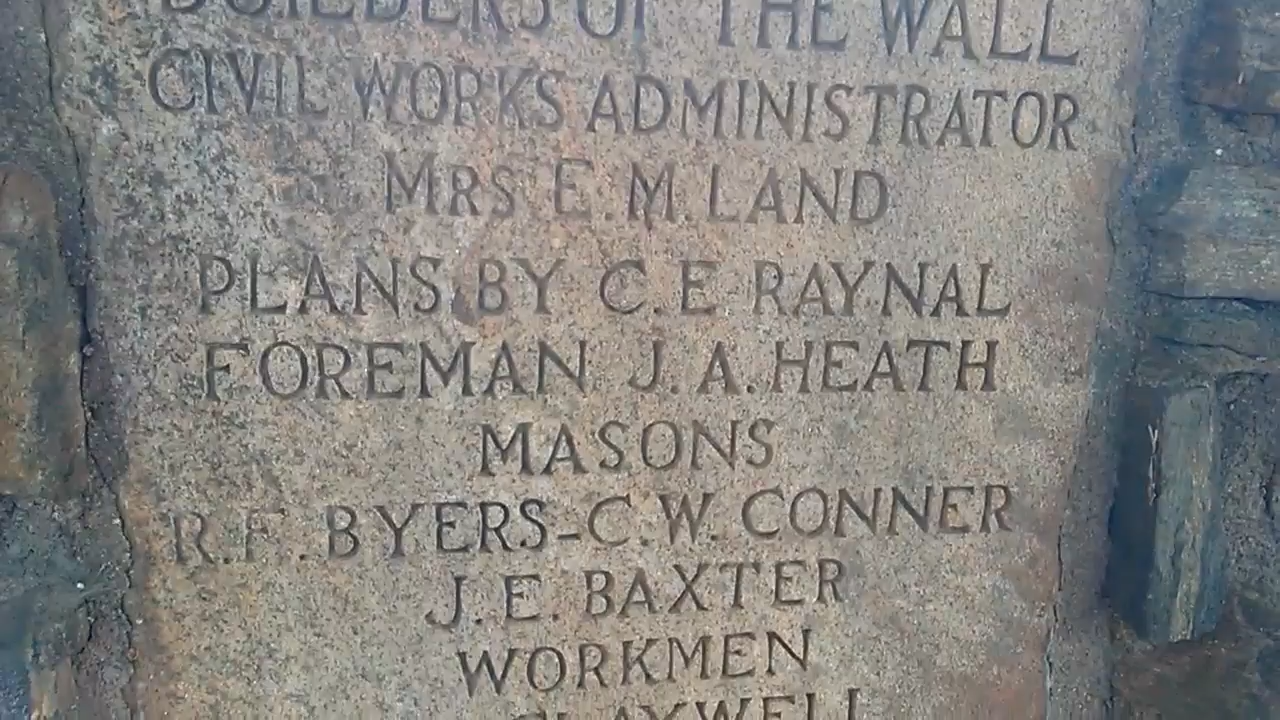 BUILDERS OF THE WALL
CIVIL WORKS ADMINISTRATOR
MRS E. M. LAND
PLANS BY C. E RAYNAL
FOREMAN J. A. HEATH
MASONS
R. F. BYERS-C. W. CONNER
J. E. BAXTER
WORKMEN